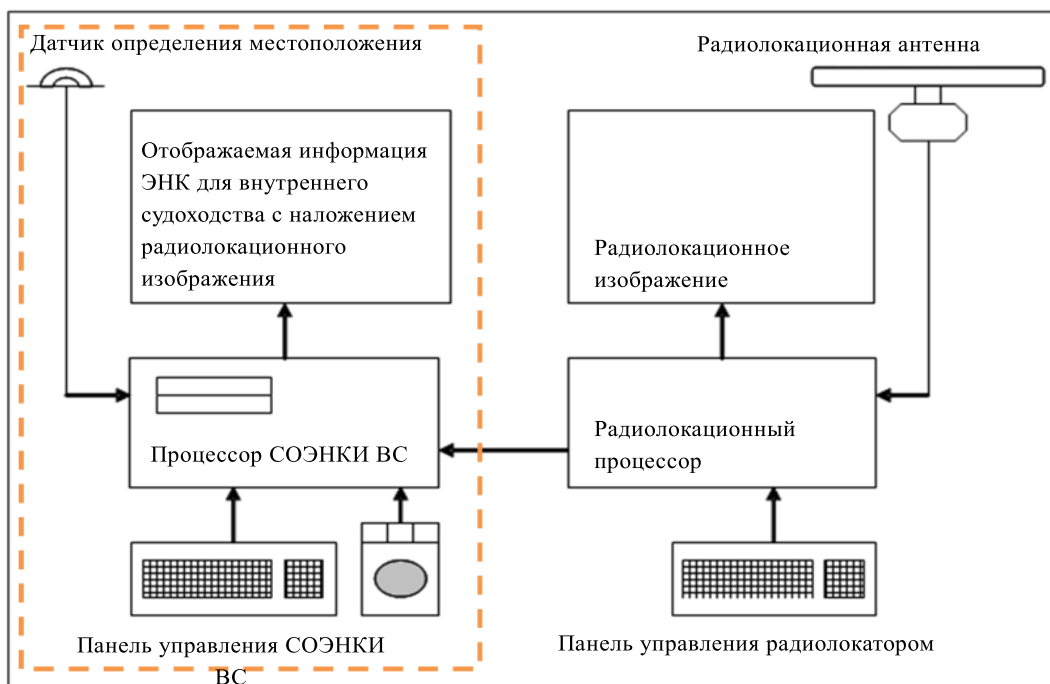 Датчик определения местоположения
Радиолокационная антенна
Отображаемая информация
ЭНК для внутреннего
судоходства с наложением
радиолокационного
изображения
Радиолокационное
изображение
Процессор СОЭНКИ ВС
Радиолокационный
процессор
Панель управления СОЭНКИ
ВС
Панель управления радиолокатором